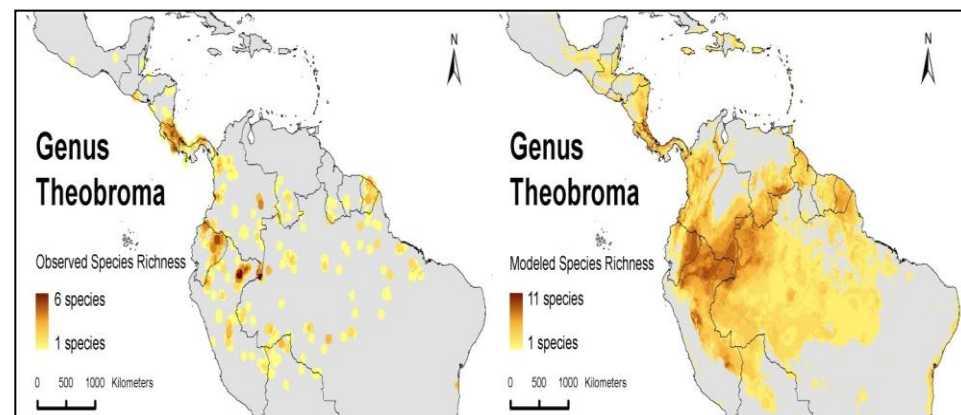 N
Genus
Theobroma
Observed Species Richness
6 species
1 species
0 500 1000 Kilometers
N
Genus
Theobroma
Modeled Species Richness
11 species
1 species
0 500 1000 Kilometers